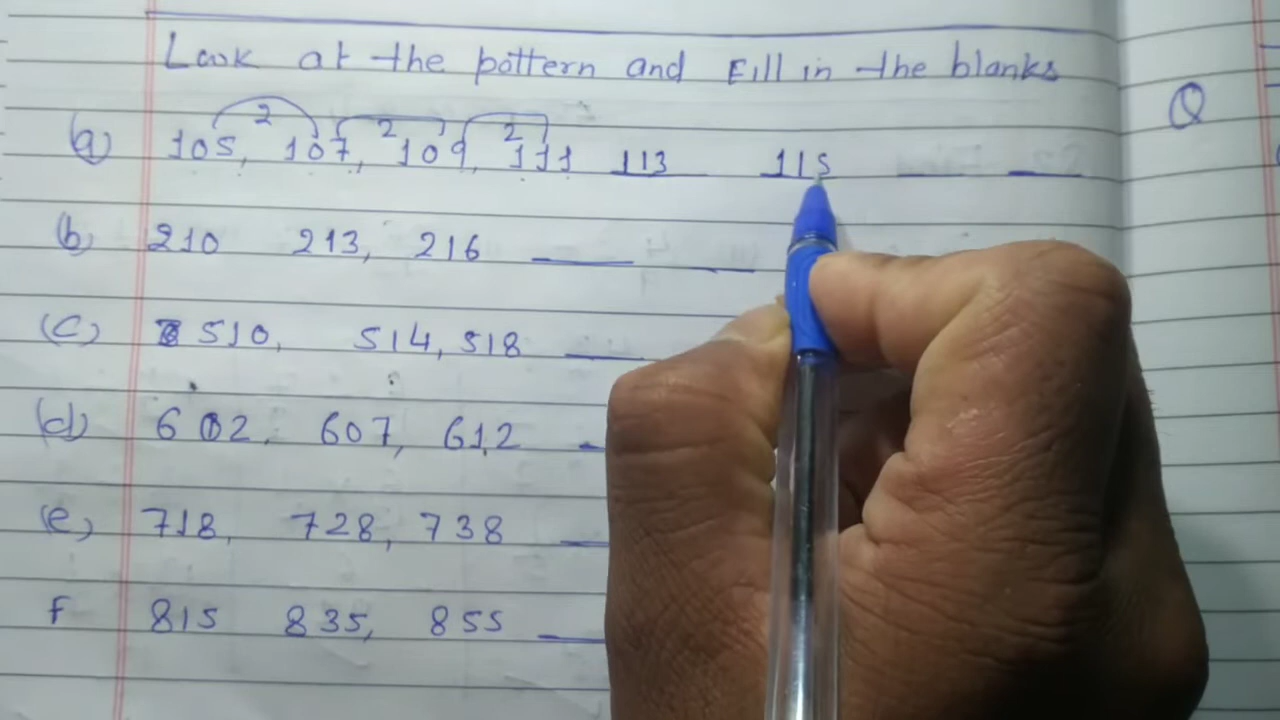 Look at the pattern and Fill in the blanks
Q
2 2 2
(a) 105, 107, 109, 111 113 115
(b) 210 213, 216
(c) 510, 514, 518
(d) 602, 607, 612
(e) 718, 728, 738
f 815 835, 855